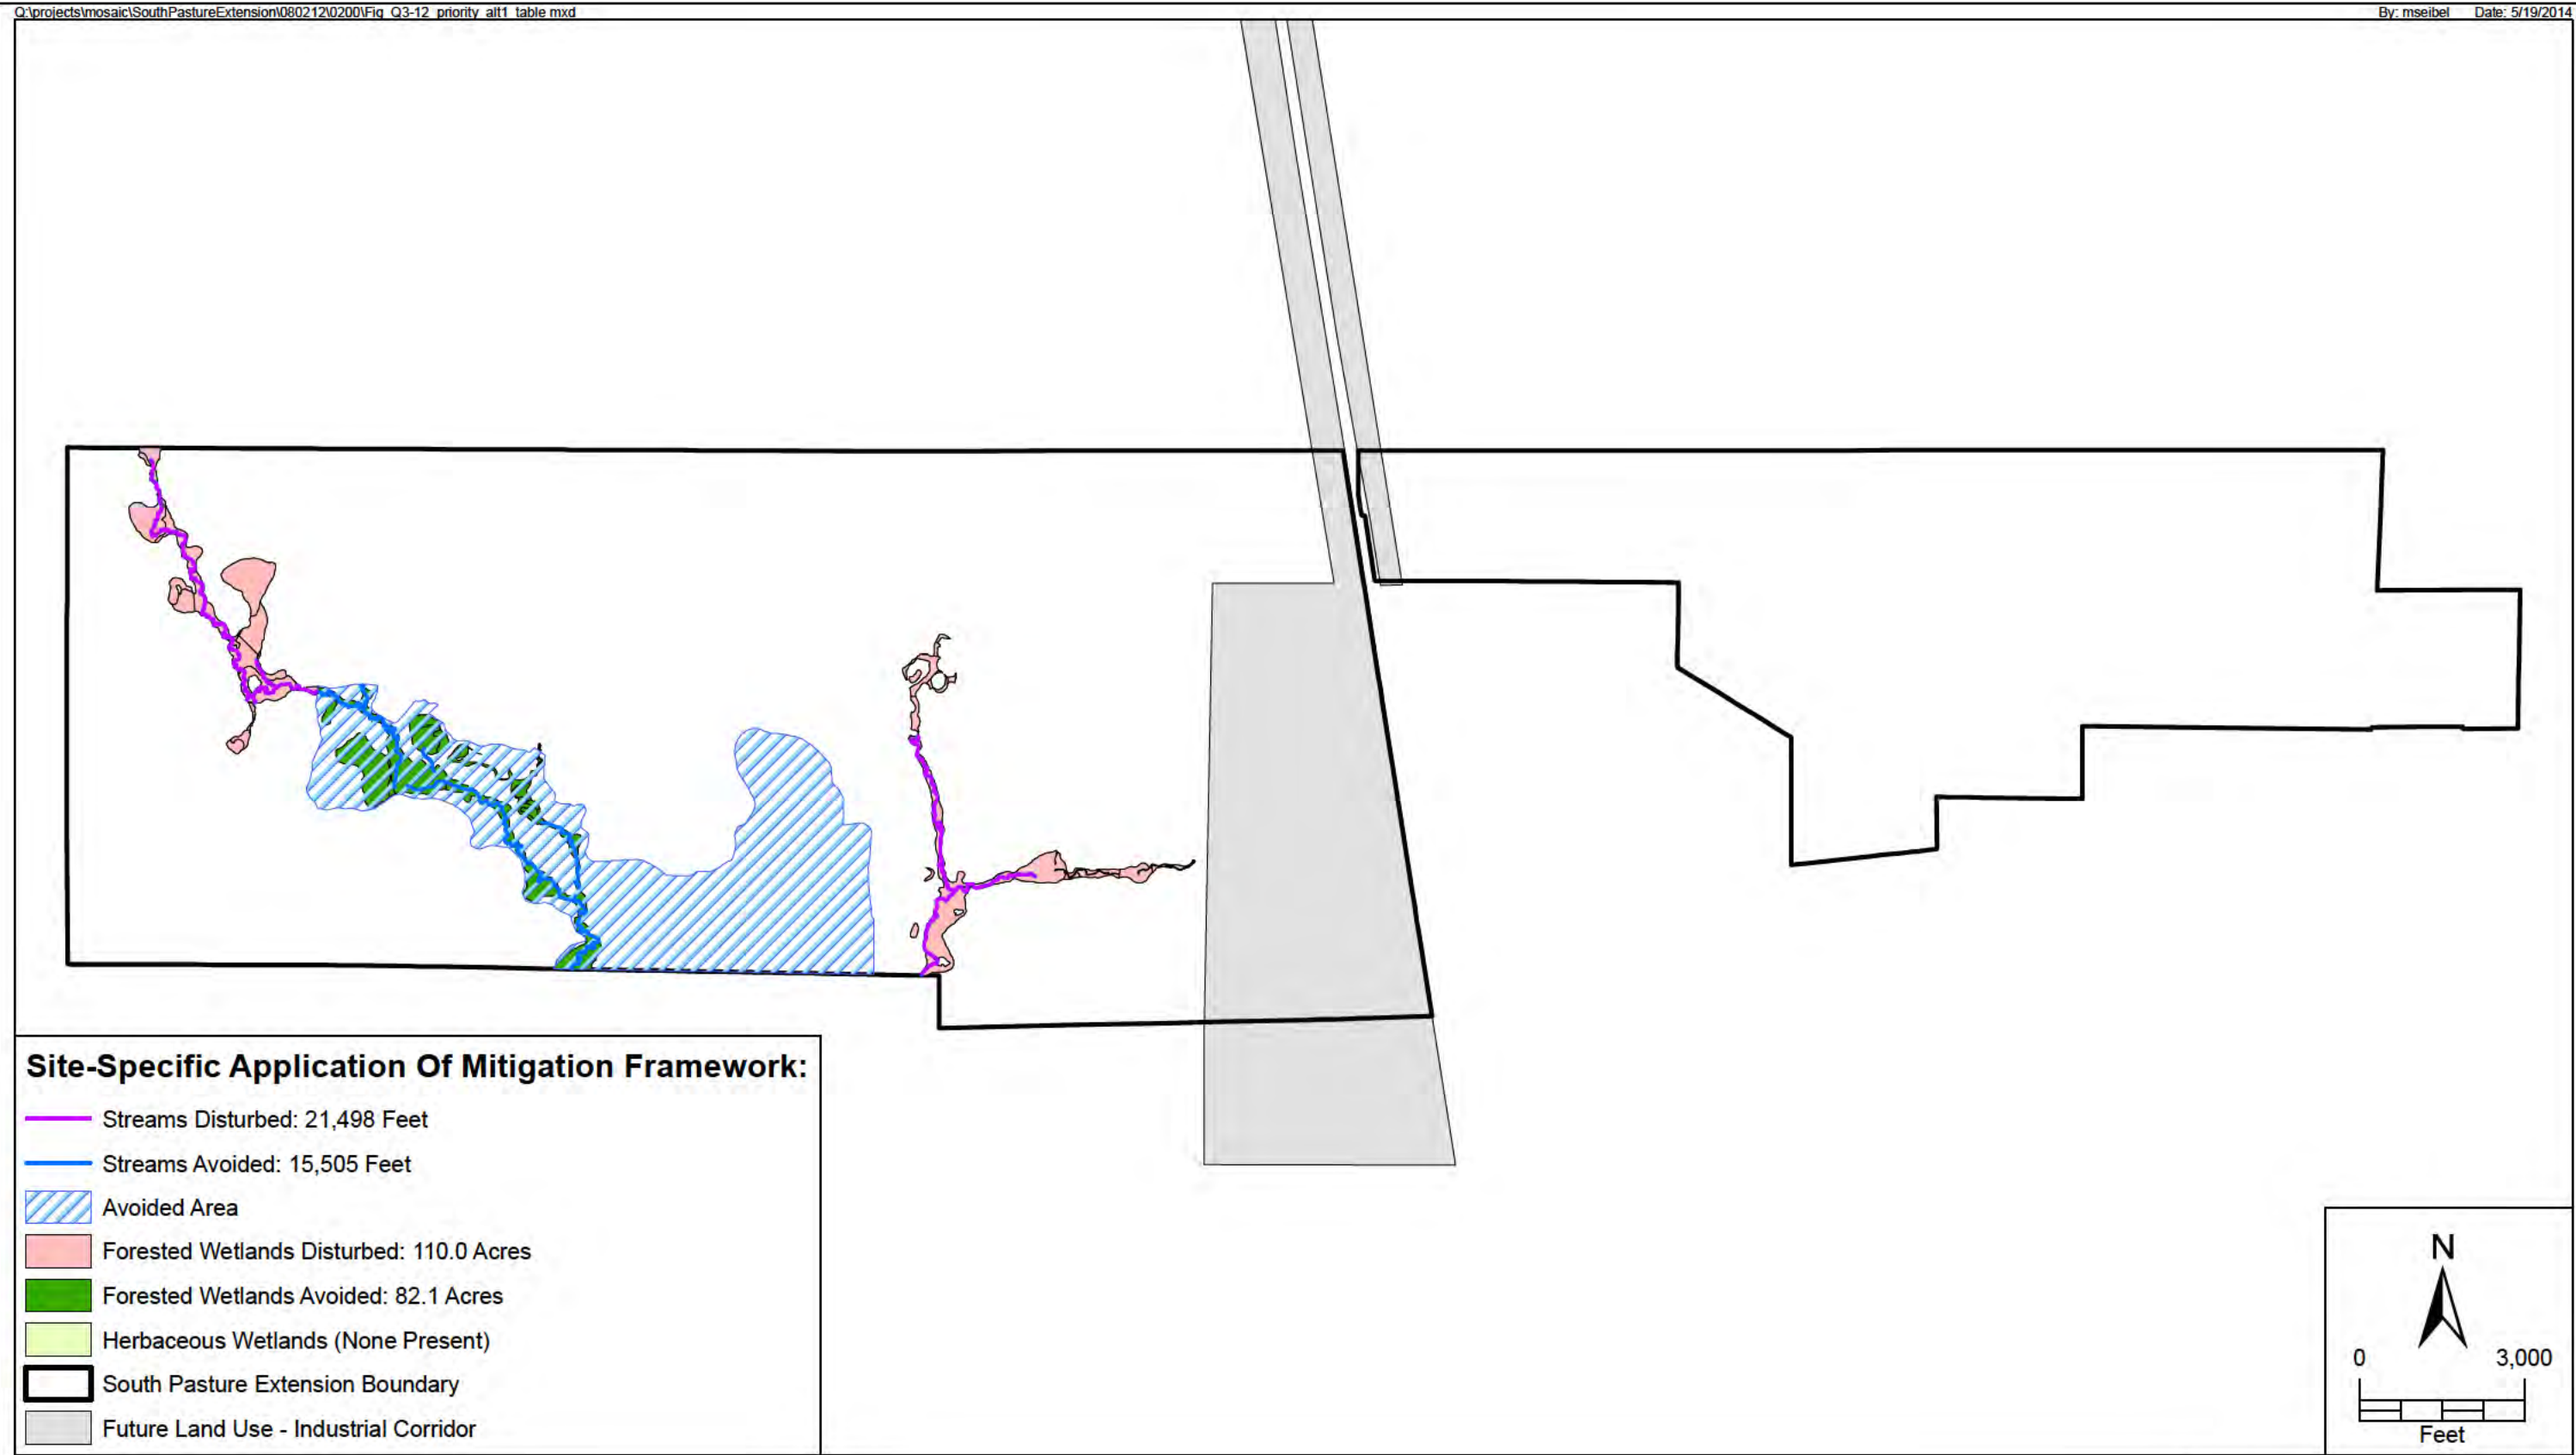 Q:\projects\mosaic\SouthPastureExtension\080212\0200\Fig_Q3-12_priority_alt1_table.mxd
By: mseibel Date: 5/19/2014
Site-Specific Application Of Mitigation Framework:
Streams Disturbed: 21,498 Feet
Streams Avoided: 15,505 Feet
Avoided Area
Forested Wetlands Disturbed: 110.0 Acres
Forested Wetlands Avoided: 82.1 Acres
Herbaceous Wetlands (None Present)
South Pasture Extension Boundary
Future Land Use - Industrial Corridor
N
0 3,000
Feet